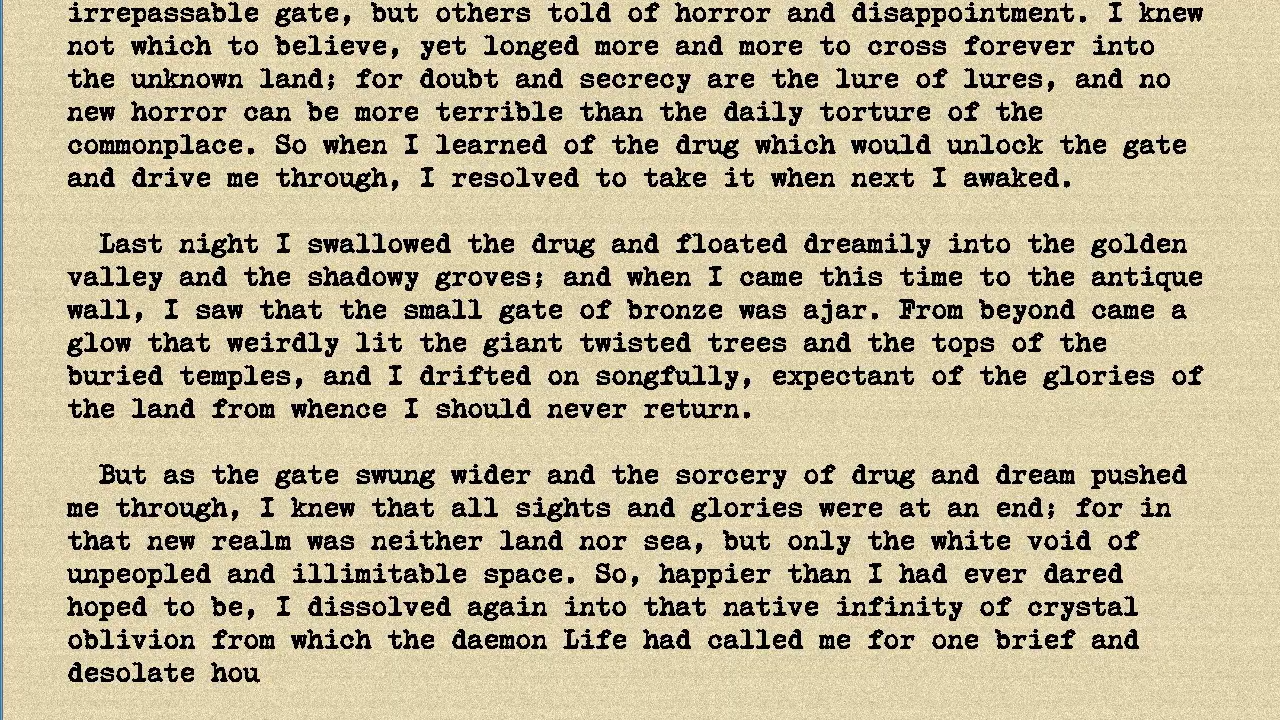 irrepassable gate, but others told of horror and disappointment. I knew
not which to believe, yet longed more and more to cross forever into
the unknown land; for doubt and secrecy are the lure of lures, and no
new horror can be more terrible than the daily torture of the
commonplace. So when I learned of the drug which would unlock the gate
and drive me through, I resolved to take it when next I awaked.
Last night I swallowed the drug and floated dreamily into the golden
valley and the shadowy groves; and when I came this time to the antique
wall, I saw that the small gate of bronze was ajar. From beyond came a
glow that weirdly lit the giant twisted trees and the tops of the
buried temples, and I drifted on songfully, expectant of the glories of
the land from whence I should never return.
But as the gate swung wider and the sorcery of drug and dream pushed
me through, I knew that all sights and glories were at an end; for in
that new realm was neither land nor sea, but only the white void of
unpeopled and illimitable space. So, happier than I had ever dared
hoped to be, I dissolved again into that native infinity of crystal
oblivion from which the daemon Life had called me for one brief and
desolate hou